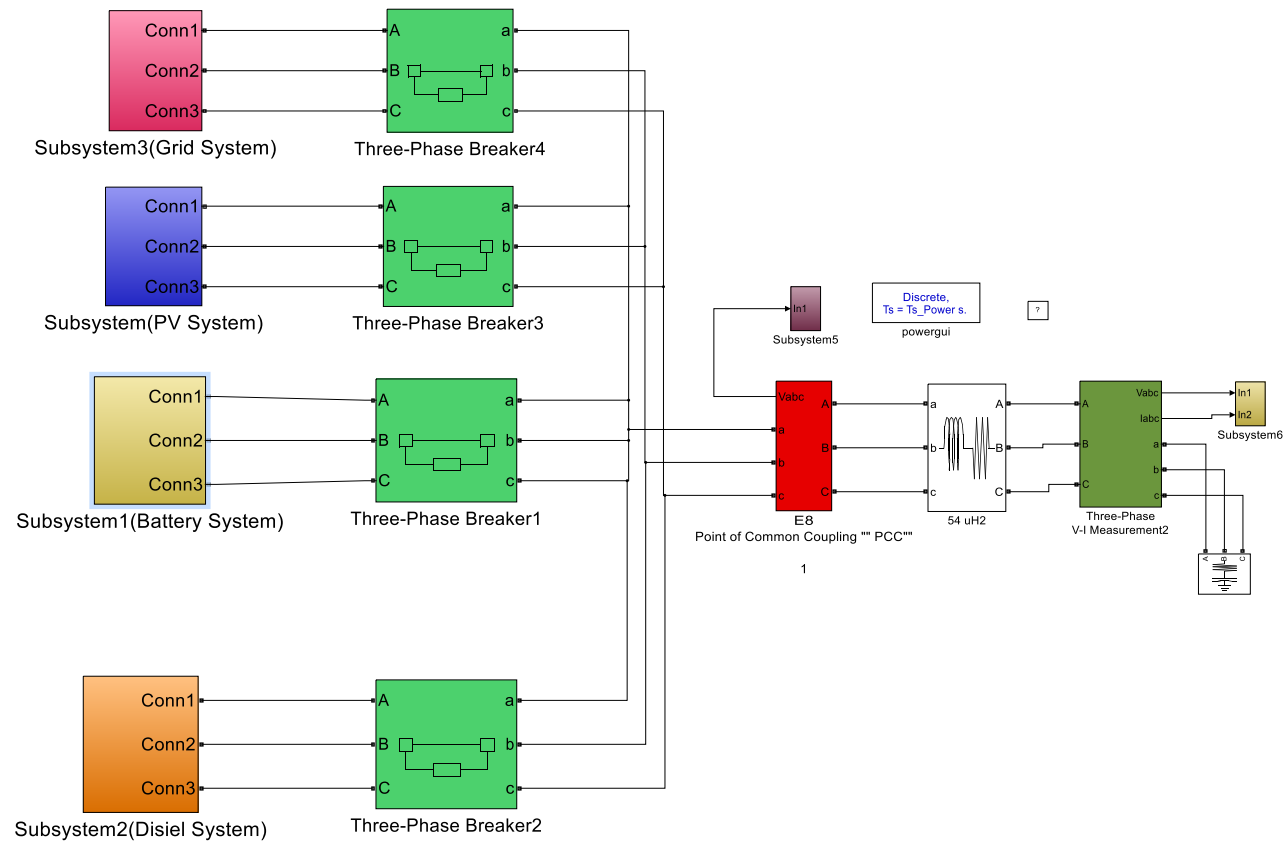 Conn1
Conn2
Conn3
Subsystem3(Grid System)
A
B
C
a
b
c
Three-Phase Breaker4
Conn1
Conn2
Conn3
Subsystem(PV System)
A
B
C
a
b
c
Three-Phase Breaker3
Conn1
Conn2
Conn3
Subsystem1(Battery System)
A
B
C
a
b
c
Three-Phase Breaker1
Conn1
Conn2
Conn3
Subsystem2(Disiel System)
A
B
C
a
b
c
Three-Phase Breaker2
In1
Subsystem5
Discrete,
Ts = Ts_Power s.
powergui
?
Vabc
a
b
c
A
B
C
E8
Point of Common Coupling "" PCC""
1
a
b
c
A
B
C
54 uH2
A
B
C
Vabc
Iabc
a
b
c
Three-Phase
V-I Measurement2
In1
In2
Subsystem6
A
B
C